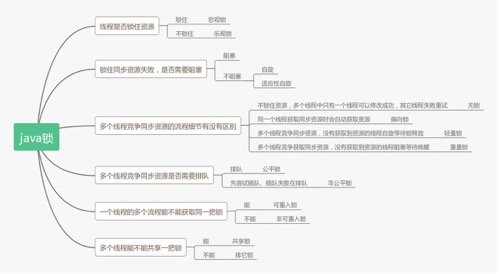 java锁
线程是否锁住资源
锁住 悲观锁
不锁住 乐观锁
锁住同步资源失败，是否需要阻塞
阻塞
不阻塞
自旋
适应性自旋
多个线程竞争同步资源的流程细节有没有区别
不锁住资源，多个线程中只有一个线程可以修改成功，其它线程失败重试 无锁
同一个线程获取同步资源时会自动获取资源 偏向锁
多个线程竞争同步资源，没有获取到资源的线程自旋等待锁释放 轻量锁
多个线程竞争获取同步资源，没有获取到资源的线程阻塞等待唤醒 重量锁
多个线程竞争同步资源是否需要排队
排队 公平锁
先尝试插队，插队失败在排队 非公平锁
一个线程的多个流程能不能获取同一把锁
能 可重入锁
不能 非可重入锁
多个线程能不能共享一把锁
能 共享锁
不能 排它锁